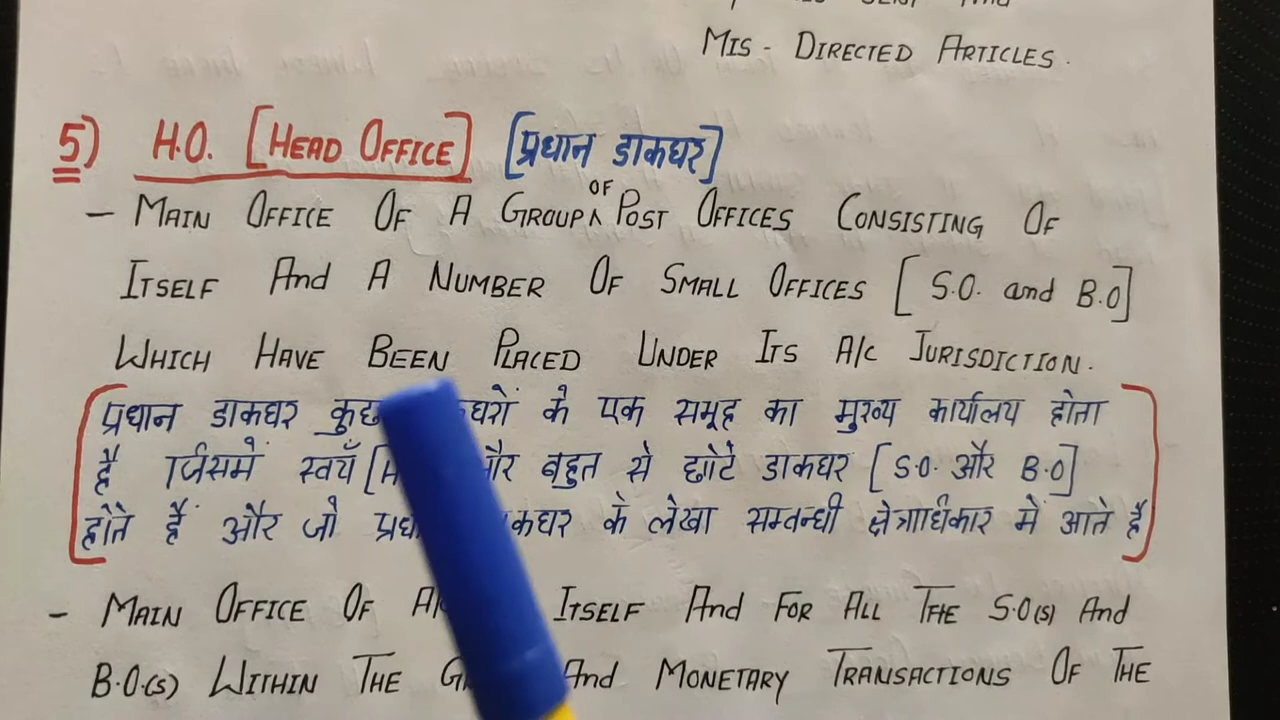 MIS - DIRECTED ARTICLES.
5) H.O. [HEAD OFFICE] [प्रधान डाकघर]
- MAIN OFFICE OF A GROUP OF POST OFFICES CONSISTING OF
ITSELF And A NUMBER OF SMALL OFFICES [S.O. and B.O]
WHICH HAVE BEEN PLACED UNDER ITS A/C JURISDICTION.
[प्रधान डाकघर के एक समूह का मुख्य कार्यालय होता
है जिसमें स्वयँ बहुत से छोटे डाकघर [S.O. और B.O]
होते हैं और जो के लेखा सम्बन्धी क्षेत्राधिकार में आते है]
- MAIN OFFICE OF ITSELF And FOR ALL THE S.O(s) And
B.O.(s) WITHIN THE And MONETARY TRANSACTIONS OF THE